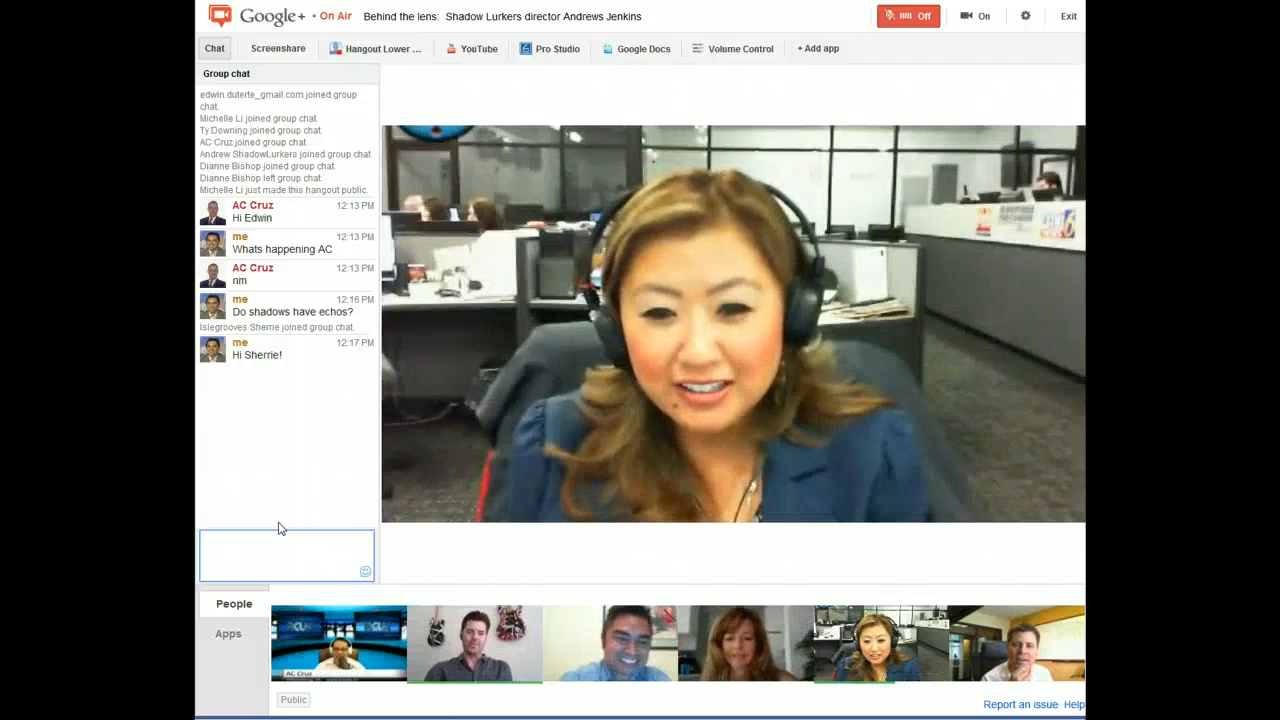 Google+ • On Air Behind the lens: Shadow Lurkers director Andrews Jenkins Off On Exit
Chat Screenshare Hangout Lower ... YouTube Pro Studio Google Docs Volume Control + Add app
Group chat
edwin.duterte_gmail.com joined group
chat.
Michelle Li joined group chat.
Ty Downing joined group chat.
AC Cruz joined group chat.
Andrew ShadowLurkers joined group chat
Dianne Bishop joined group chat.
Dianne Bishop left group chat.
Michelle Li just made this hangout public.
AC Cruz 12:13 PM
Hi Edwin
me 12:13 PM
Whats happening AC
AC Cruz 12:13 PM
nm
me 12:16 PM
Do shadows have echos?
Islegrooves Sherrie joined group chat.
me 12:17 PM
Hi Sherrie!
People
Apps
AC Cruz
Public
Report an issue Help